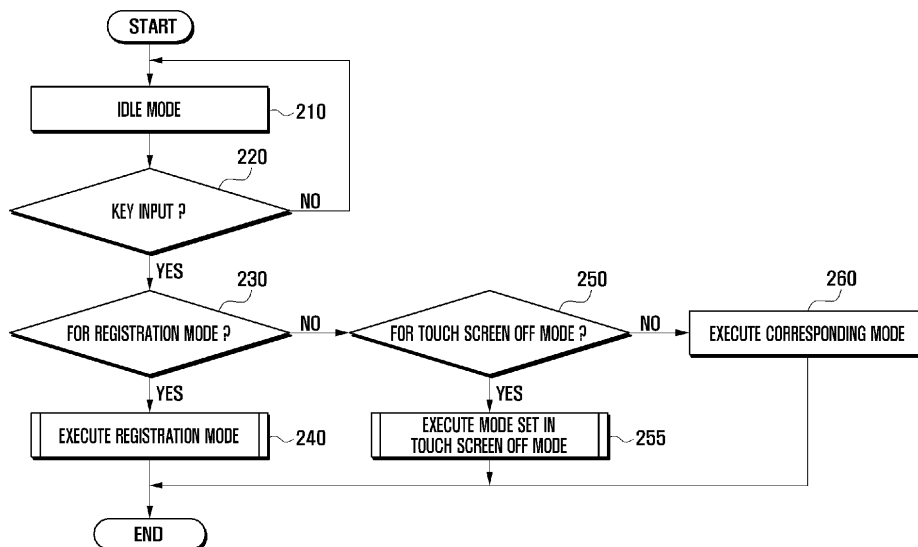 START
IDLE MODE
210
220
KEY INPUT ?
NO
YES
230
250
260
FOR REGISTRATION MODE ?
NO
FOR TOUCH SCREEN OFF MODE ?
NO
EXECUTE CORRESPONDING MODE
YES
YES
EXECUTE REGISTRATION MODE
240
EXECUTE MODE SET IN
TOUCH SCREEN OFF MODE
255
END